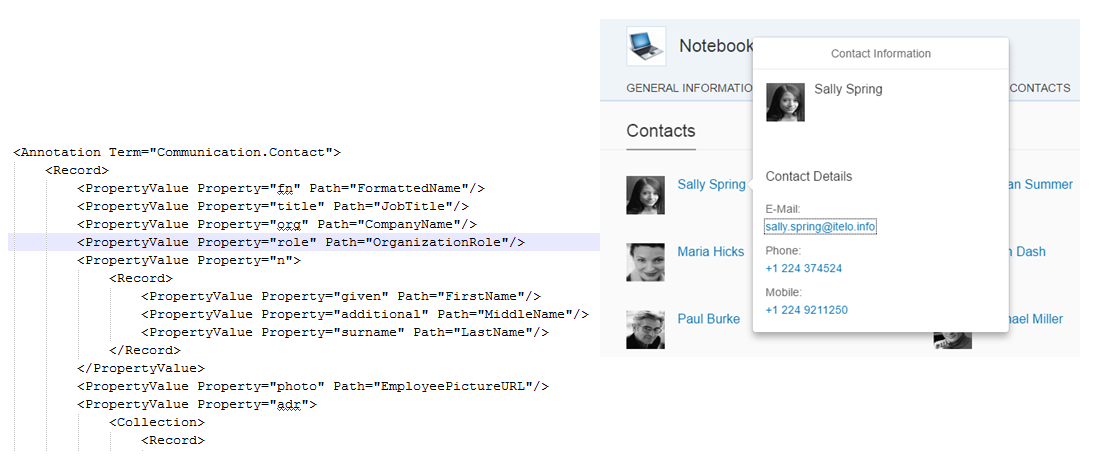 <Annotation Term="Communication.Contact">
<Record>
<PropertyValue Property="fn" Path="FormattedName"/>
<PropertyValue Property="title" Path="JobTitle"/>
<PropertyValue Property="org" Path="CompanyName"/>
<PropertyValue Property="role" Path="OrganizationRole"/>
<PropertyValue Property="n">
<Record>
<PropertyValue Property="given" Path="FirstName"/>
<PropertyValue Property="additional" Path="MiddleName"/>
<PropertyValue Property="surname" Path="LastName"/>
</Record>
</PropertyValue>
<PropertyValue Property="photo" Path="EmployeePictureURL"/>
<PropertyValue Property="adr">
<Collection>
<Record>
Notebook
GENERAL INFORMATIO
CONTACTS
Contacts
Sally Spring
an Summer
Maria Hicks
Dash
Paul Burke
ael Miller
Contact Information
Sally Spring
Contact Details
E-Mail:
sally.spring@itelo.info
Phone:
+1 224 374524
Mobile:
+1 224 9211250